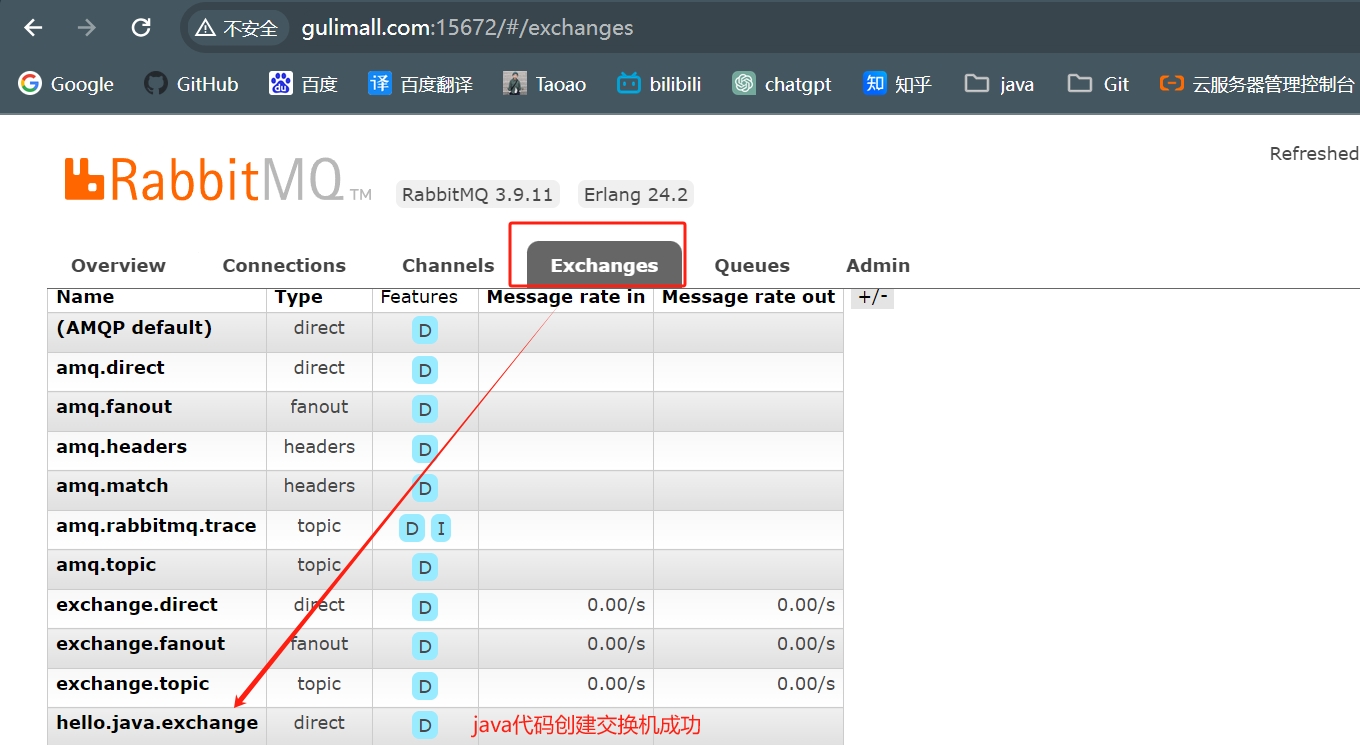 不安全 gulimall.com:15672/#/exchanges
Google GitHub 百度 百度翻译 Taoao bilibili chatgpt 知乎 java Git 云服务器管理控制台
Refreshed
RabbitMQ TM RabbitMQ 3.9.11 Erlang 24.2
Overview Connections Channels Exchanges Queues Admin
Name Type Features Message rate in Message rate out +/-
(AMQP default) direct D
amq.direct direct D
amq.fanout fanout D
amq.headers headers D
amq.match headers D
amq.rabbitmq.trace topic D I
amq.topic topic D
exchange.direct direct D 0.00/s 0.00/s
exchange.fanout fanout D 0.00/s 0.00/s
exchange.topic topic D 0.00/s 0.00/s
hello.java.exchange direct D java代码创建交换机成功